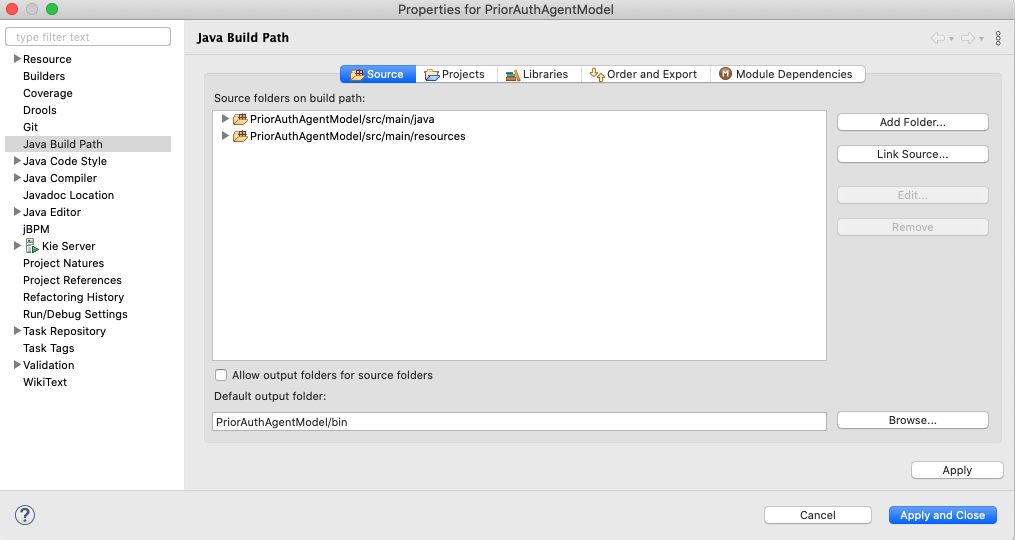 Properties for PriorAuthAgentModel
type filter text
Resource
Builders
Coverage
Drools
Git
Java Build Path
Java Code Style
Java Compiler
Javadoc Location
Java Editor
jBPM
Kie Server
Project Natures
Project References
Refactoring History
Run/Debug Settings
Task Repository
Task Tags
Validation
WikiText
Java Build Path
Source Projects Libraries Order and Export M Module Dependencies
Source folders on build path:
PriorAuthAgentModel/src/main/java
PriorAuthAgentModel/src/main/resources
Add Folder...
Link Source...
Edit...
Remove
Allow output folders for source folders
Default output folder:
PriorAuthAgentModel/bin
Browse...
Apply
? Cancel Apply and Close